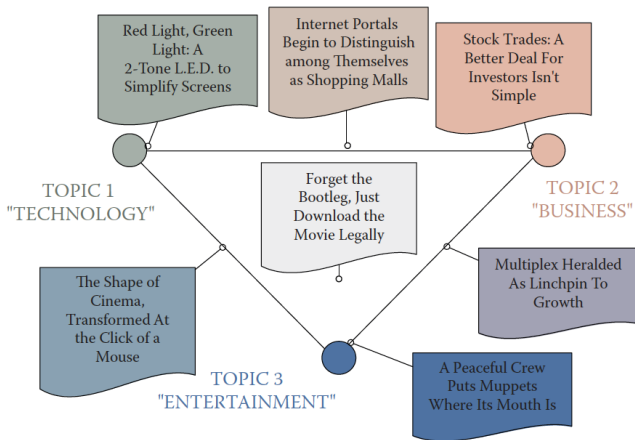 Red Light, Green
Light: A
2-Tone L.E.D. to
Simplify Screens
Internet Portals
Begin to Distinguish
among Themselves
as Shopping Malls
Stock Trades: A
Better Deal For
Investors Isn't
Simple
TOPIC 1
"TECHNOLOGY"
Forget the
Bootleg, Just
Download the
Movie Legally
TOPIC 2
"BUSINESS"
The Shape of
Cinema,
Transformed At
the Click of a
Mouse
Multiplex Heralded
As Linchpin To
Growth
TOPIC 3
"ENTERTAINMENT"
A Peaceful Crew
Puts Muppets
Where Its Mouth Is